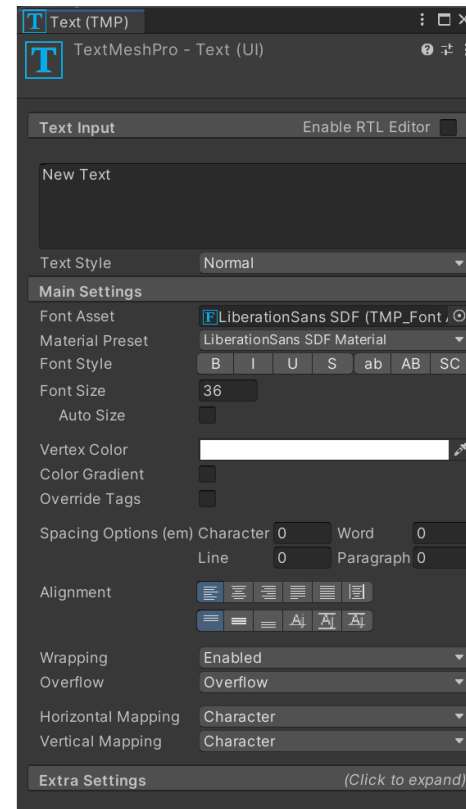 Text (TMP)
TextMeshPro - Text (UI)
Text Input Enable RTL Editor
New Text
Text Style Normal
Main Settings
Font Asset LiberationSans SDF (TMP_Font
Material Preset LiberationSans SDF Material
Font Style B I U S ab AB SC
Font Size 36
Auto Size
Vertex Color
Color Gradient
Override Tags
Spacing Options (em) Character 0 Word 0
Line 0 Paragraph 0
Alignment
Wrapping Enabled
Overflow Overflow
Horizontal Mapping Character
Vertical Mapping Character
Extra Settings (Click to expand)